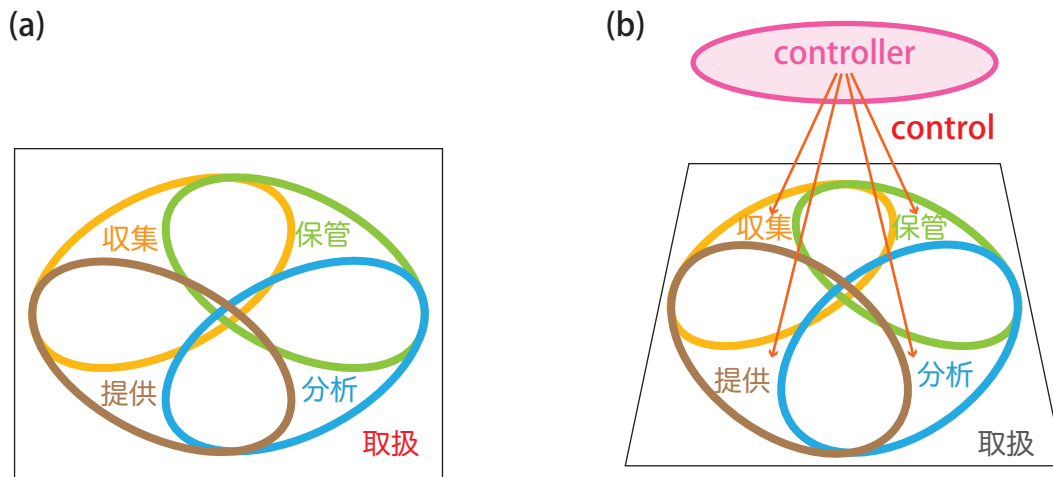 (a)
収集
保管
提供
分析
取扱
(b)
controller
control
収集
保管
提供
分析
取扱